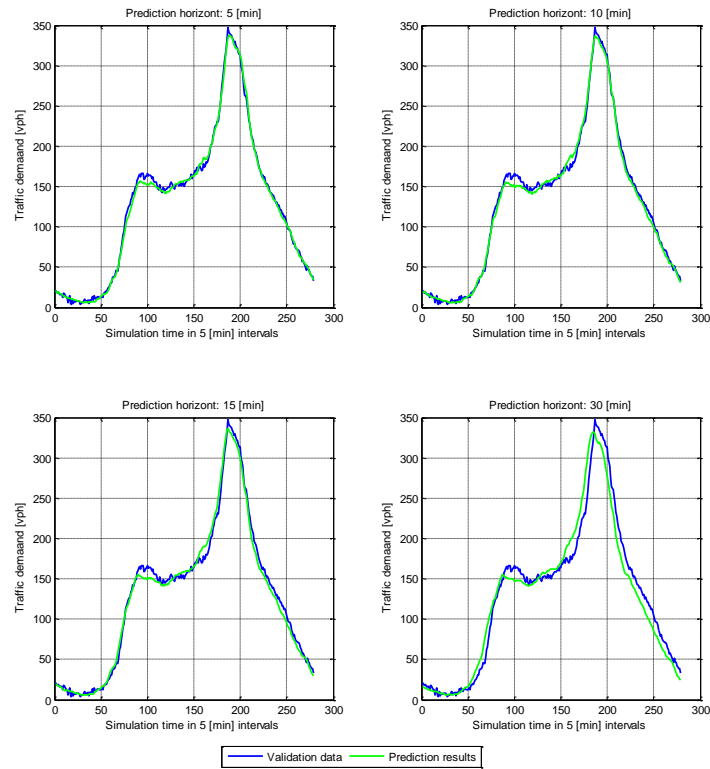 Prediction horizont: 5 [min]
350
300
250
200
150
100
50
0
0 50 100 150 200 250 300
Traffic demaand [vph]
Simulation time in 5 [min] intervals
Prediction horizont: 10 [min]
350
300
250
200
150
100
50
0
0 50 100 150 200 250 300
Traffic demaand [vph]
Simulation time in 5 [min] intervals
Prediction horizont: 15 [min]
350
300
250
200
150
100
50
0
0 50 100 150 200 250 300
Traffic demaand [vph]
Simulation time in 5 [min] intervals
Prediction horizont: 30 [min]
350
300
250
200
150
100
50
0
0 50 100 150 200 250 300
Traffic demaand [vph]
Simulation time in 5 [min] intervals
Validation data Prediction results